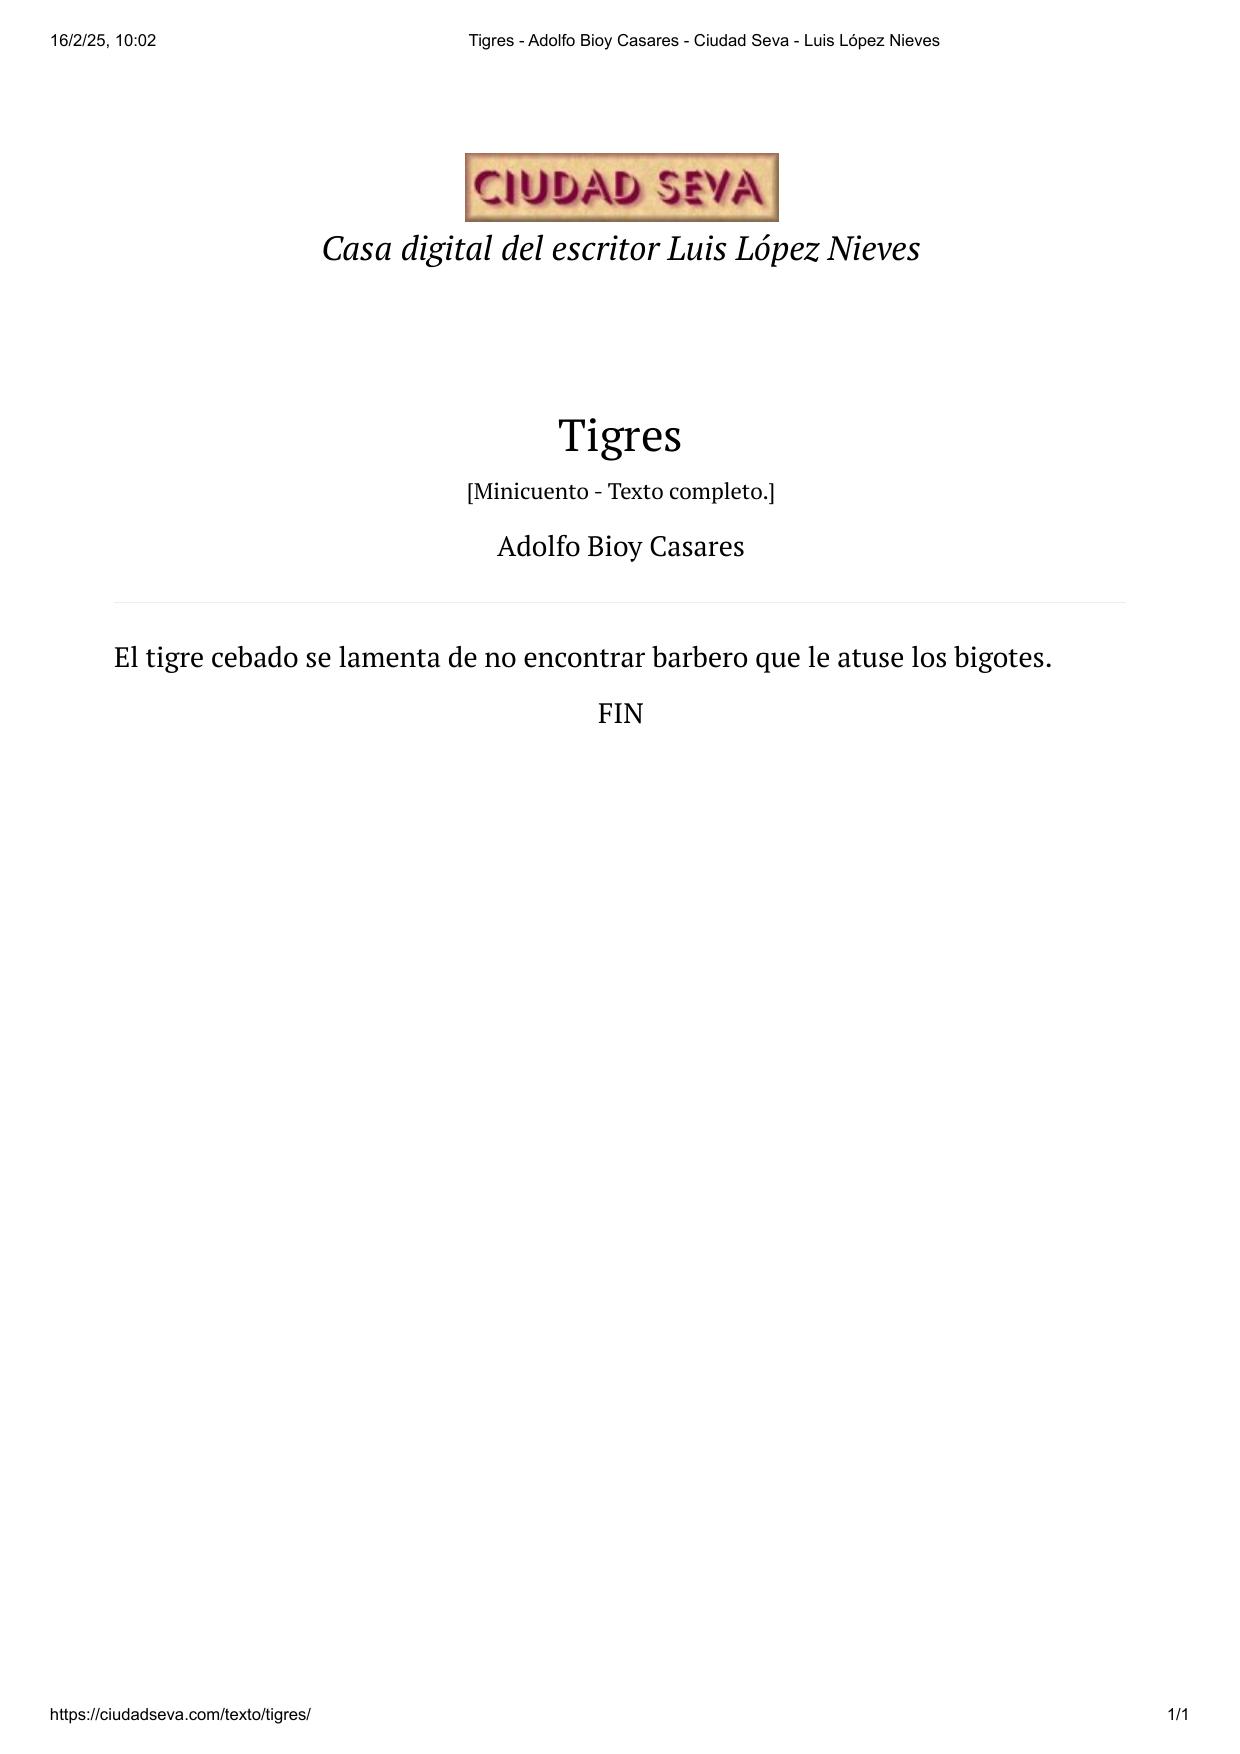 16/2/25, 10:02 Tigres - Adolfo Bioy Casares - Ciudad Seva - Luis López Nieves
CIUDAD SEVA
Casa digital del escritor Luis López Nieves
Tigres
[Minicuento - Texto completo.]
Adolfo Bioy Casares
El tigre cebado se lamenta de no encontrar barbero que le atuse los bigotes.
FIN
https://ciudadseva.com/texto/tigres/ 1/1